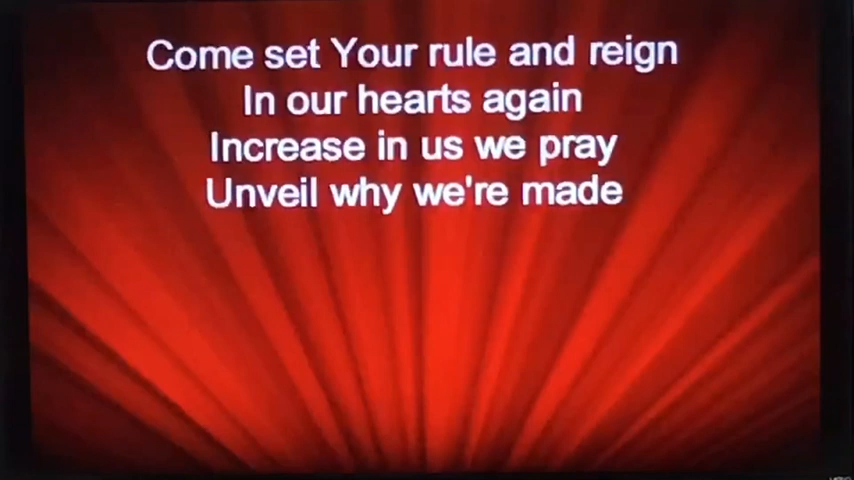 Come set Your rule and reign
In our hearts again
Increase in us we pray
Unveil why we're made